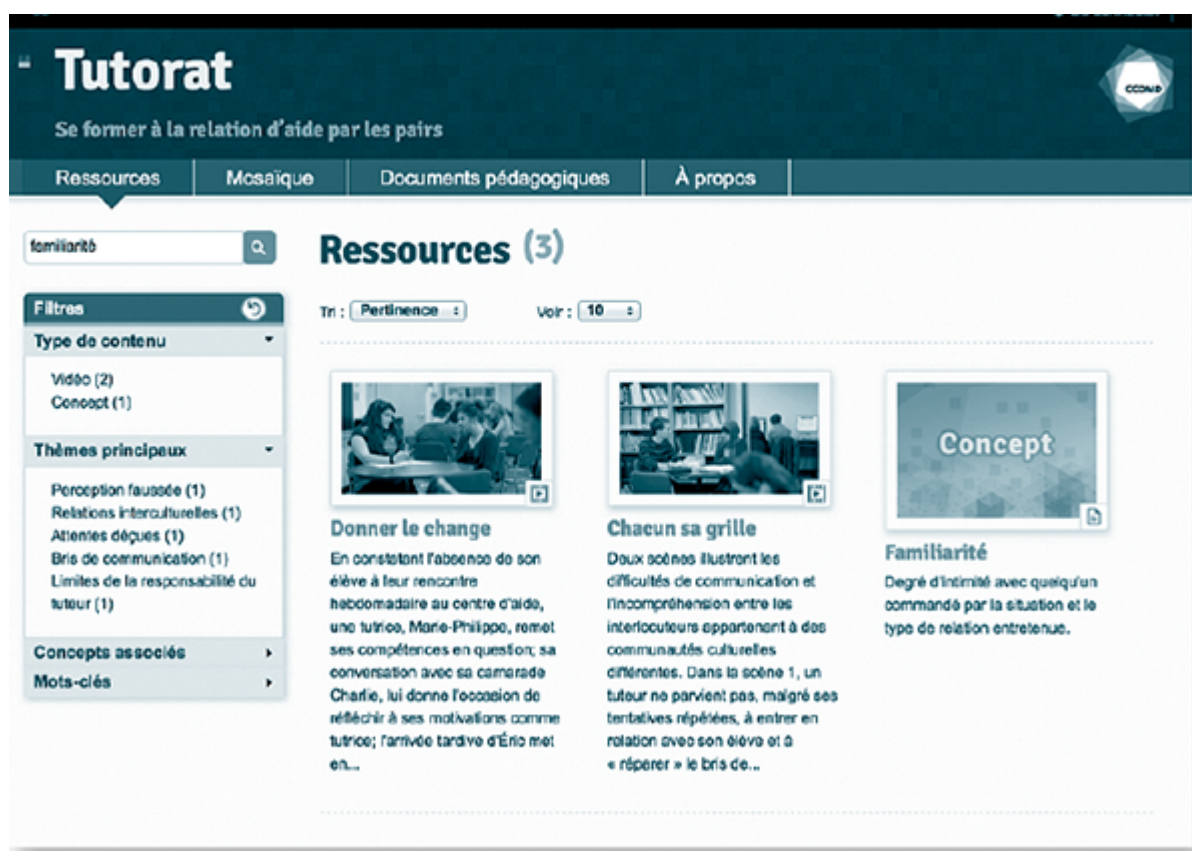 Tutorat
Se former à la relation d'aide par les pairs
CCDMD
Ressources
Mosaïque
Documents pédagogiques
À propos
familiarité
Filtres
Type de contenu
Vidéo (2)
Concept (1)
Thèmes principaux
Perception faussée (1)
Relations interculturelles (1)
Attentes déçues (1)
Bris de communication (1)
Limites de la responsabilité du
tuteur (1)
Concepts associés
Mots-clés
Ressources (3)
Tri : Pertinence
Voir : 10
Donner le change
En constatant l'absence de son
élève à leur rencontre
hebdomadaire au centre d'aide,
une tutrice, Marie-Philippe, remet
ses compétences en question; sa
conversation avec sa camarade
Charlie, lui donne l'occasion de
réfléchir à ses motivations comme
tutrice; l'arrivée tardive d'Éric met
en...
Chacun sa grille
Deux scènes illustrent les
difficultés de communication et
l'incompréhension entre les
interlocuteurs appartenant à des
communautés culturelles
différentes. Dans la scène 1, un
tuteur ne parvient pas, malgré ses
tentatives répétées, à entrer en
relation avec son élève et à
« réparer » le bris de...
Concept
Familiarité
Degré d'intimité avec quelqu'un
commandé par la situation et le
type de relation entretenue.